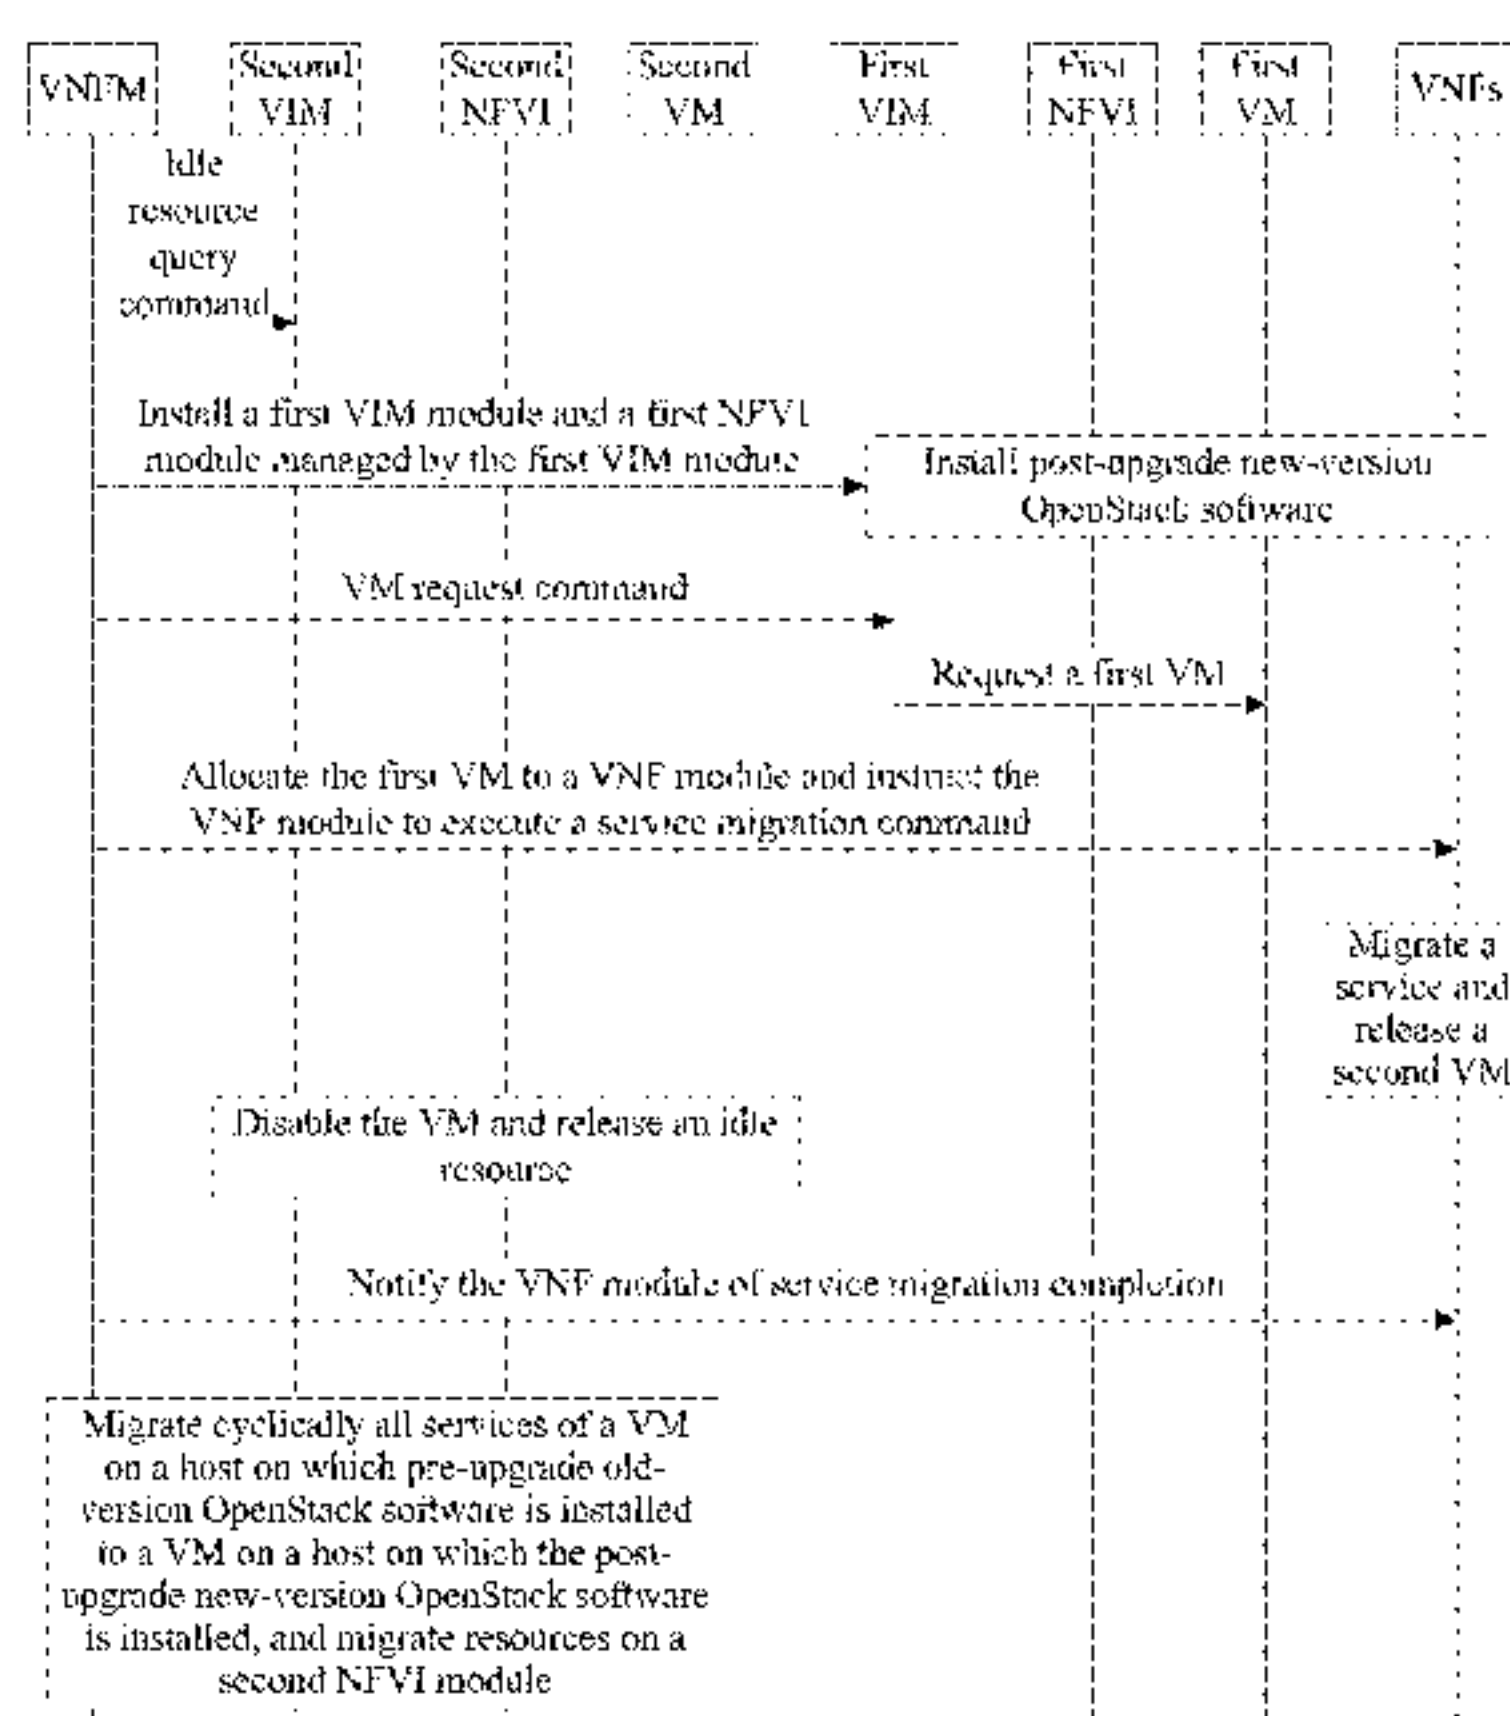 VNFM
Second
VIM
Second
NFVI
Second
VM
First
VIM
First
NFVI
First
VM
VNFs
Idle
resource
query
command
Install a first VIM module and a first NFVI
module managed by the first VIM module
Install post-upgrade new-version
OpenStack software
VM request command
Request a first VM
Allocate the first VM to a VNF module and instruct the
VNF module to execute a service migration command
Migrate a
service and
release a
second VM
Disable the VM and release an idle
resource
Notify the VNF module of service migration completion
Migrate cyclically all services of a VM
on a host on which pre-upgrade old-
version OpenStack software is installed
to a VM on a host on which the post-
upgrade new-version OpenStack software
is installed, and migrate resources on a
second NFVI module